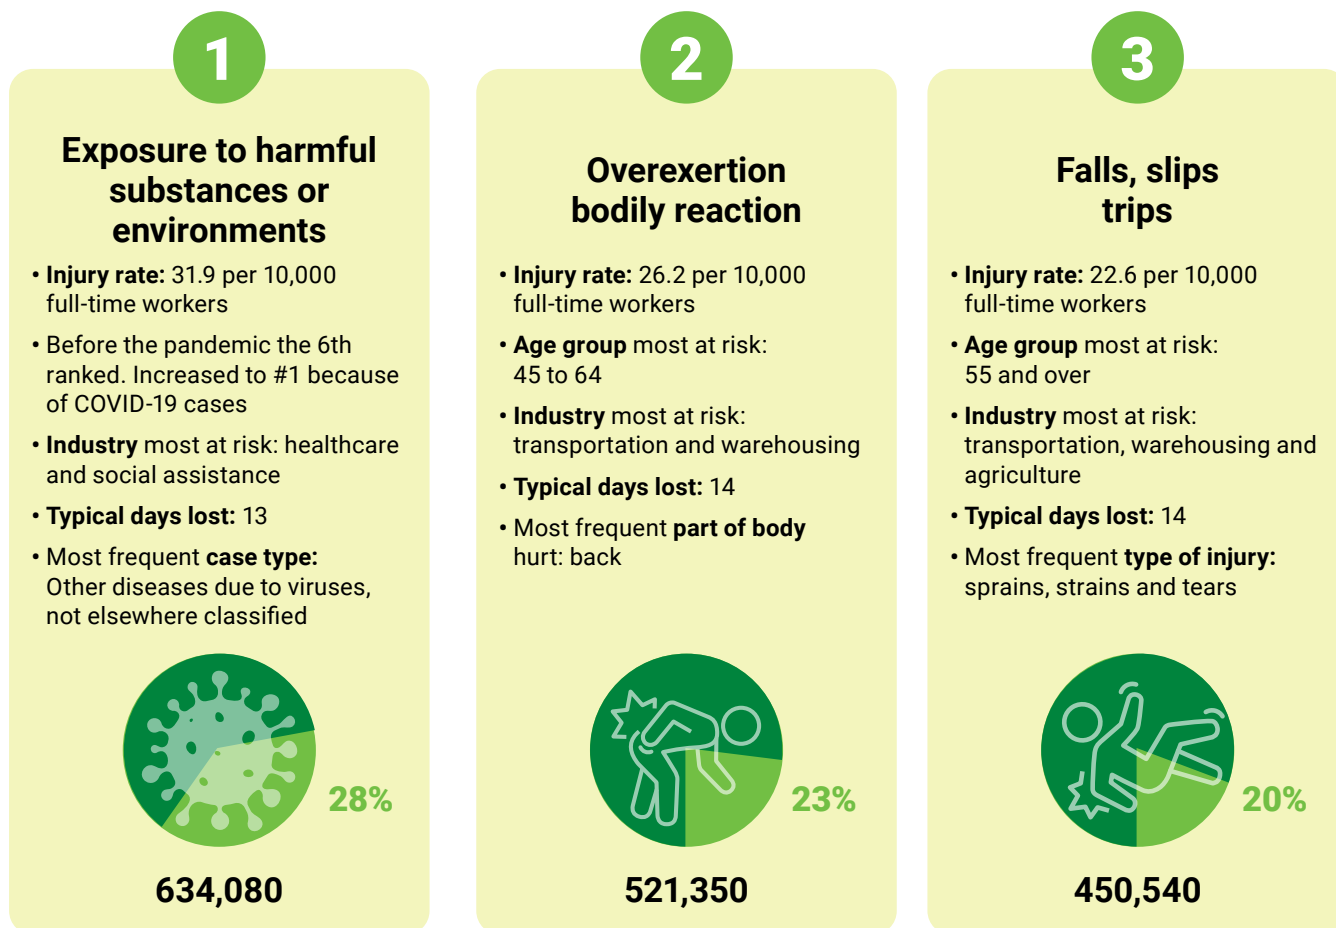 1
Exposure to harmful
substances or
environments
• Injury rate: 31.9 per 10,000
full-time workers
• Before the pandemic the 6th
ranked. Increased to #1 because
of COVID-19 cases
• Industry most at risk: healthcare
and social assistance
• Typical days lost: 13
• Most frequent case type:
Other diseases due to viruses,
not elsewhere classified
28%
634,080
2
Overexertion
bodily reaction
• Injury rate: 26.2 per 10,000
full-time workers
• Age group most at risk:
45 to 64
• Industry most at risk:
transportation and warehousing
• Typical days lost: 14
• Most frequent part of body
hurt: back
23%
521,350
3
Falls, slips
trips
• Injury rate: 22.6 per 10,000
full-time workers
• Age group most at risk:
55 and over
• Industry most at risk:
transportation, warehousing and
agriculture
• Typical days lost: 14
• Most frequent type of injury:
sprains, strains and tears
20%
450,540